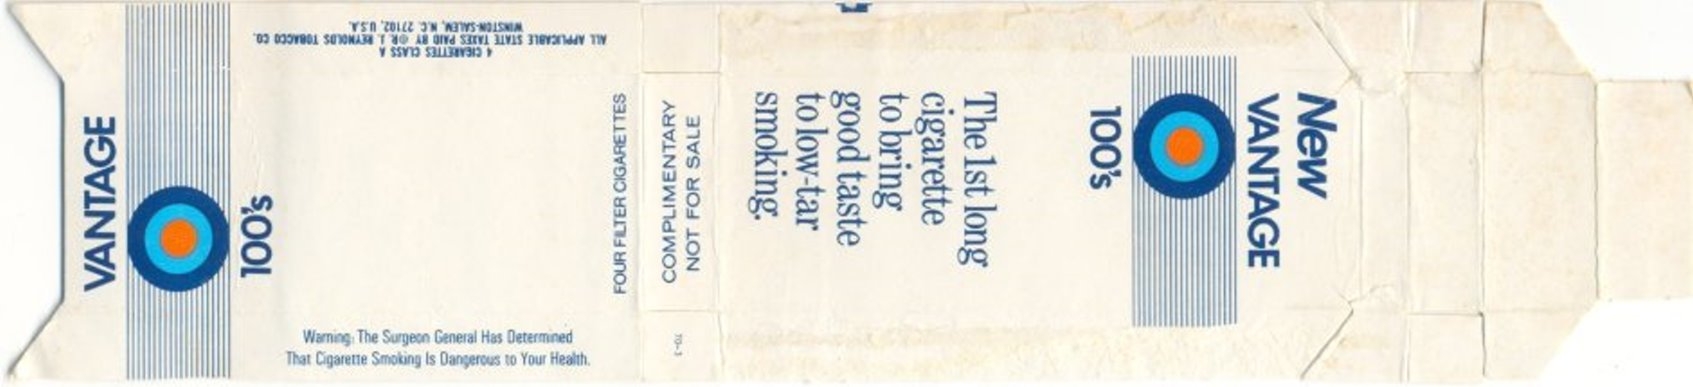 VANTAGE
100's
4 CIGARETTES CLASS A
ALL APPLICABLE STATE TAXES PAID BY ® R. J. REYNOLDS TOBACCO CO.
WINSTON-SALEM, N.C. 27102, U.S.A.
Warning: The Surgeon General Has Determined
That Cigarette Smoking Is Dangerous to Your Health.
FOUR FILTER CIGARETTES
COMPLIMENTARY
NOT FOR SALE
TG-3
New
VANTAGE
100's
The 1st long
cigarette
to bring
good taste
to low-tar
smoking.